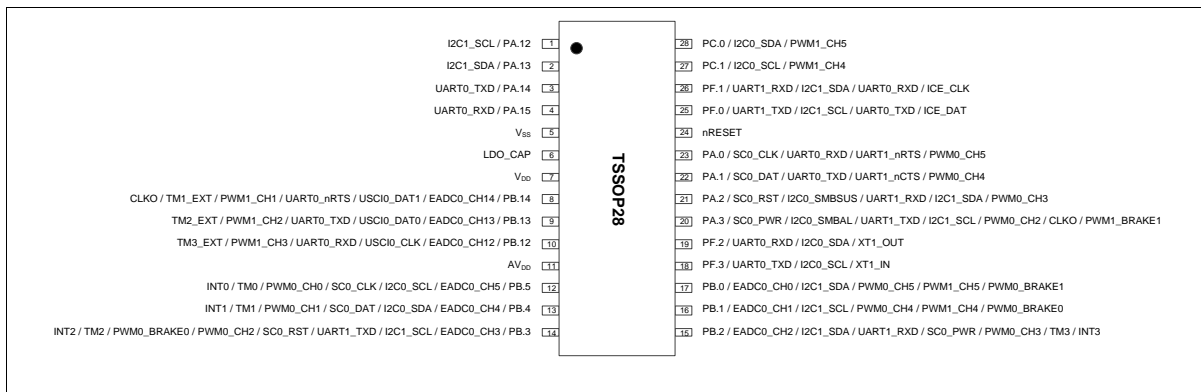 I2C1_SCL / PA.12 1
I2C1_SDA / PA.13 2
UART0_TXD / PA.14 3
UART0_RXD / PA.15 4
VSS 5
LDO_CAP 6
VDD 7
CLKO / TM1_EXT / PWM1_CH1 / UART0_nRTS / USCI0_DAT1 / EADC0_CH14 / PB.14 8
TM2_EXT / PWM1_CH2 / UART0_TXD / USCI0_DAT0 / EADC0_CH13 / PB.13 9
TM3_EXT / PWM1_CH3 / UART0_RXD / USCI0_CLK / EADC0_CH12 / PB.12 10
AVDD 11
INT0 / TM0 / PWM0_CH0 / SC0_CLK / I2C0_SCL / EADC0_CH5 / PB.5 12
INT1 / TM1 / PWM0_CH1 / SC0_DAT / I2C0_SDA / EADC0_CH4 / PB.4 13
INT2 / TM2 / PWM0_BRAKE0 / PWM0_CH2 / SC0_RST / UART1_TXD / I2C1_SCL / EADC0_CH3 / PB.3 14
TSSOP28
28 PC.0 / I2C0_SDA / PWM1_CH5
27 PC.1 / I2C0_SCL / PWM1_CH4
26 PF.1 / UART1_RXD / I2C1_SDA / UART0_RXD / ICE_CLK
25 PF.0 / UART1_TXD / I2C1_SCL / UART0_TXD / ICE_DAT
24 nRESET
23 PA.0 / SC0_CLK / UART0_RXD / UART1_nRTS / PWM0_CH5
22 PA.1 / SC0_DAT / UART0_TXD / UART1_nCTS / PWM0_CH4
21 PA.2 / SC0_RST / I2C0_SMBSUS / UART1_RXD / I2C1_SDA / PWM0_CH3
20 PA.3 / SC0_PWR / I2C0_SMBAL / UART1_TXD / I2C1_SCL / PWM0_CH2 / CLKO / PWM1_BRAKE1
19 PF.2 / UART0_RXD / I2C0_SDA / XT1_OUT
18 PF.3 / UART0_TXD / I2C0_SCL / XT1_IN
17 PB.0 / EADC0_CH0 / I2C1_SDA / PWM0_CH5 / PWM1_CH5 / PWM0_BRAKE1
16 PB.1 / EADC0_CH1 / I2C1_SCL / PWM0_CH4 / PWM1_CH4 / PWM0_BRAKE0
15 PB.2 / EADC0_CH2 / I2C1_SDA / UART1_RXD / SC0_PWR / PWM0_CH3 / TM3 / INT3